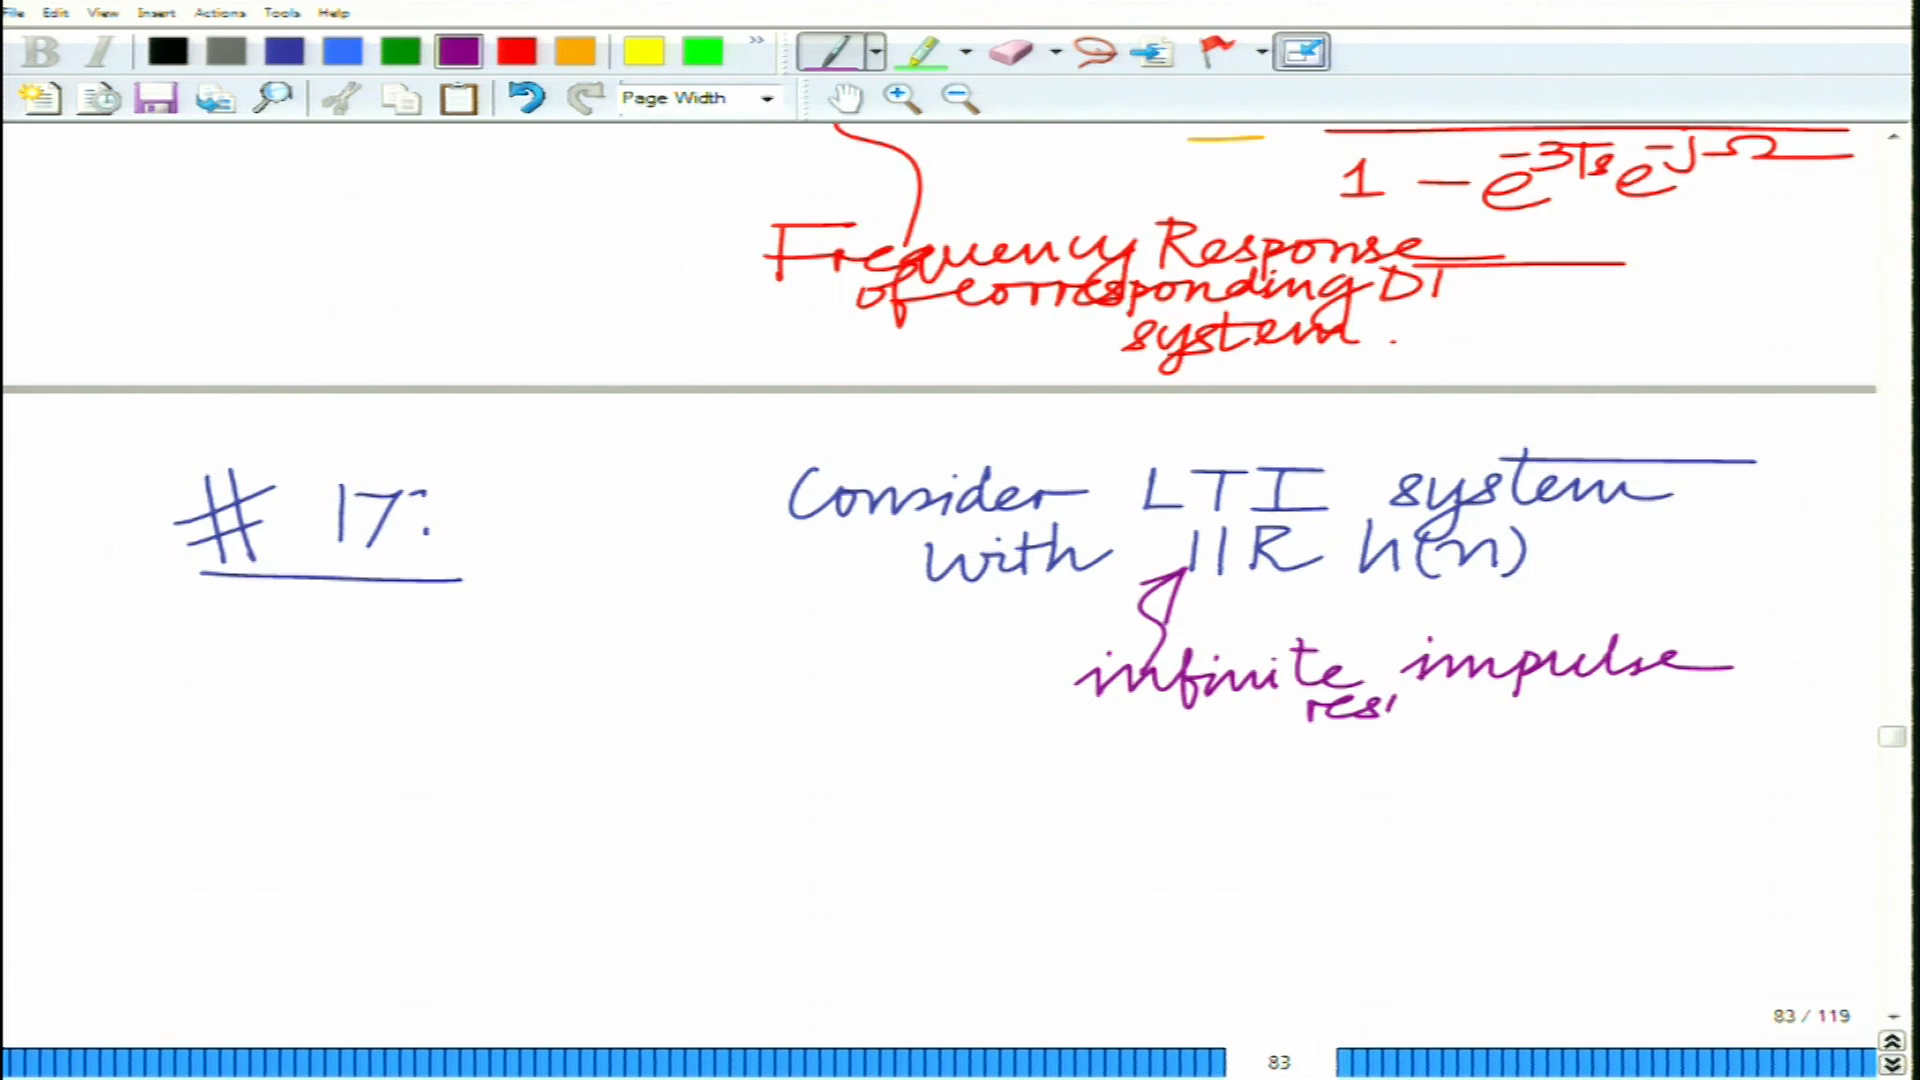 File Edit View Insert Actions Tools Help
B I
Page Width
1 - e^{-3Ts} e^{-jΩ}
Frequency Response
of corresponding DT
system.
# 17:
Consider LTI system
with IIR h(n)
infinite impulse
res
83 / 119
83